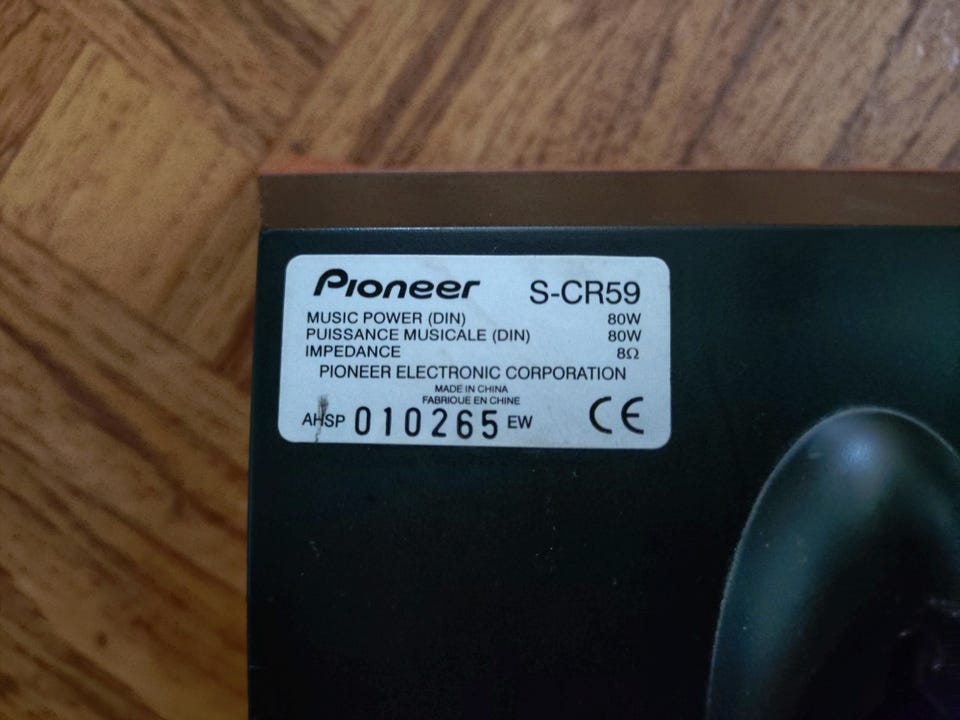 Pioneer S-CR59
MUSIC POWER (DIN) 80W
PUISSANCE MUSICALE (DIN) 80W
IMPEDANCE 8Ω
PIONEER ELECTRONIC CORPORATION
MADE IN CHINA
FABRIQUE EN CHINE
AHSP 010265 EW CE